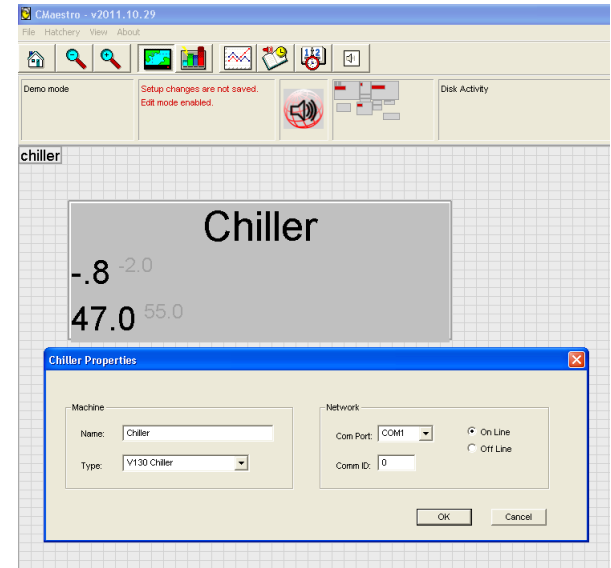 CMaestro - v2011.10.29
File Hatchery View About
Demo mode
Setup changes are not saved.
Edit mode enabled.
Disk Activity
chiller
Chiller
-.8 -2.0
47.0 55.0
Chiller Properties
Machine
Name: Chiller
Type: V130 Chiller
Network
Com Port: COM1
On Line
Off Line
Comm ID: 0
OK Cancel